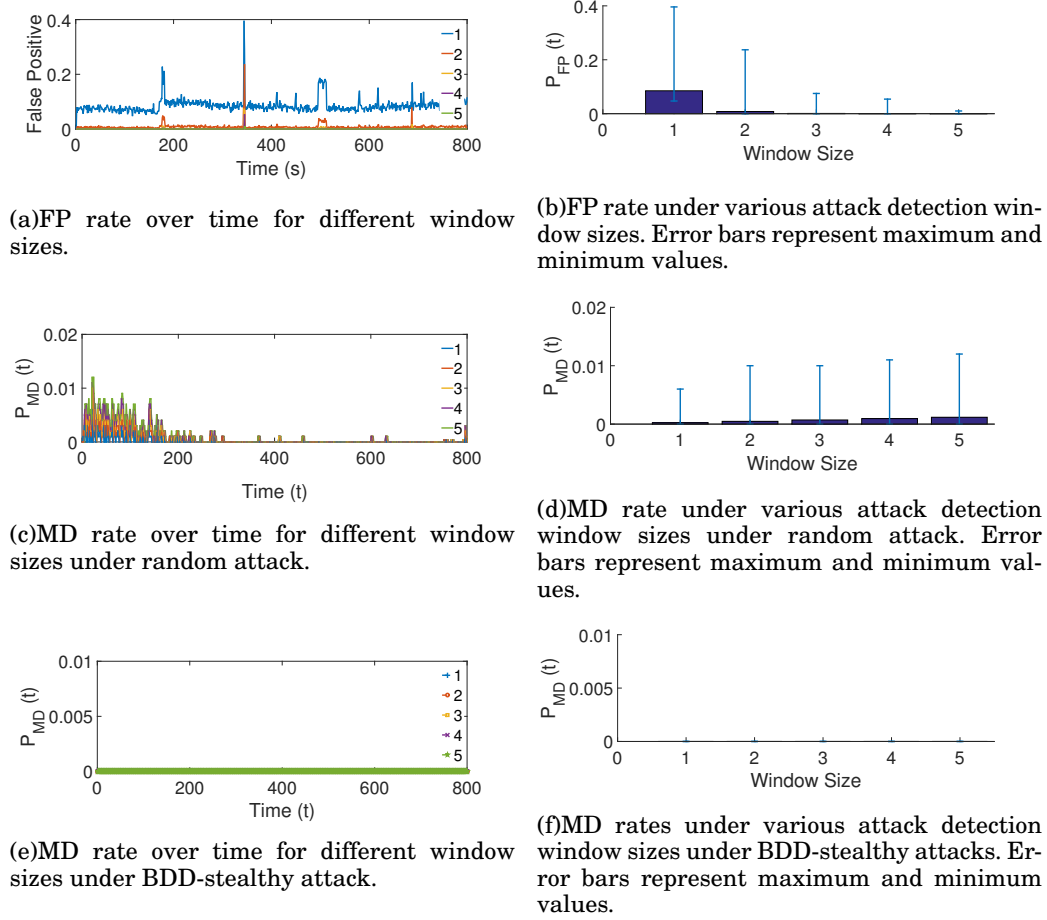 0.4
0.2
0
False Positive
1
2
3
4
5
0 200 400 600 800
Time (s)
(a)FP rate over time for different window
sizes.
0.4
0.2
0
P_FP (t)
0 1 2 3 4 5
Window Size
(b)FP rate under various attack detection win-
dow sizes. Error bars represent maximum and
minimum values.
0.02
0.01
0
P_MD (t)
1
2
3
4
5
0 200 400 600 800
Time (t)
(c)MD rate over time for different window
sizes under random attack.
0.02
0.01
0
P_MD (t)
0 1 2 3 4 5
Window Size
(d)MD rate under various attack detection
window sizes under random attack. Error
bars represent maximum and minimum val-
ues.
0.01
0.005
0
P_MD (t)
1
2
3
4
5
0 200 400 600 800
Time (t)
(e)MD rate over time for different window
sizes under BDD-stealthy attack.
0.01
0.005
0
P_MD (t)
0 1 2 3 4 5
Window Size
(f)MD rates under various attack detection
window sizes under BDD-stealthy attacks. Er-
ror bars represent maximum and minimum
values.